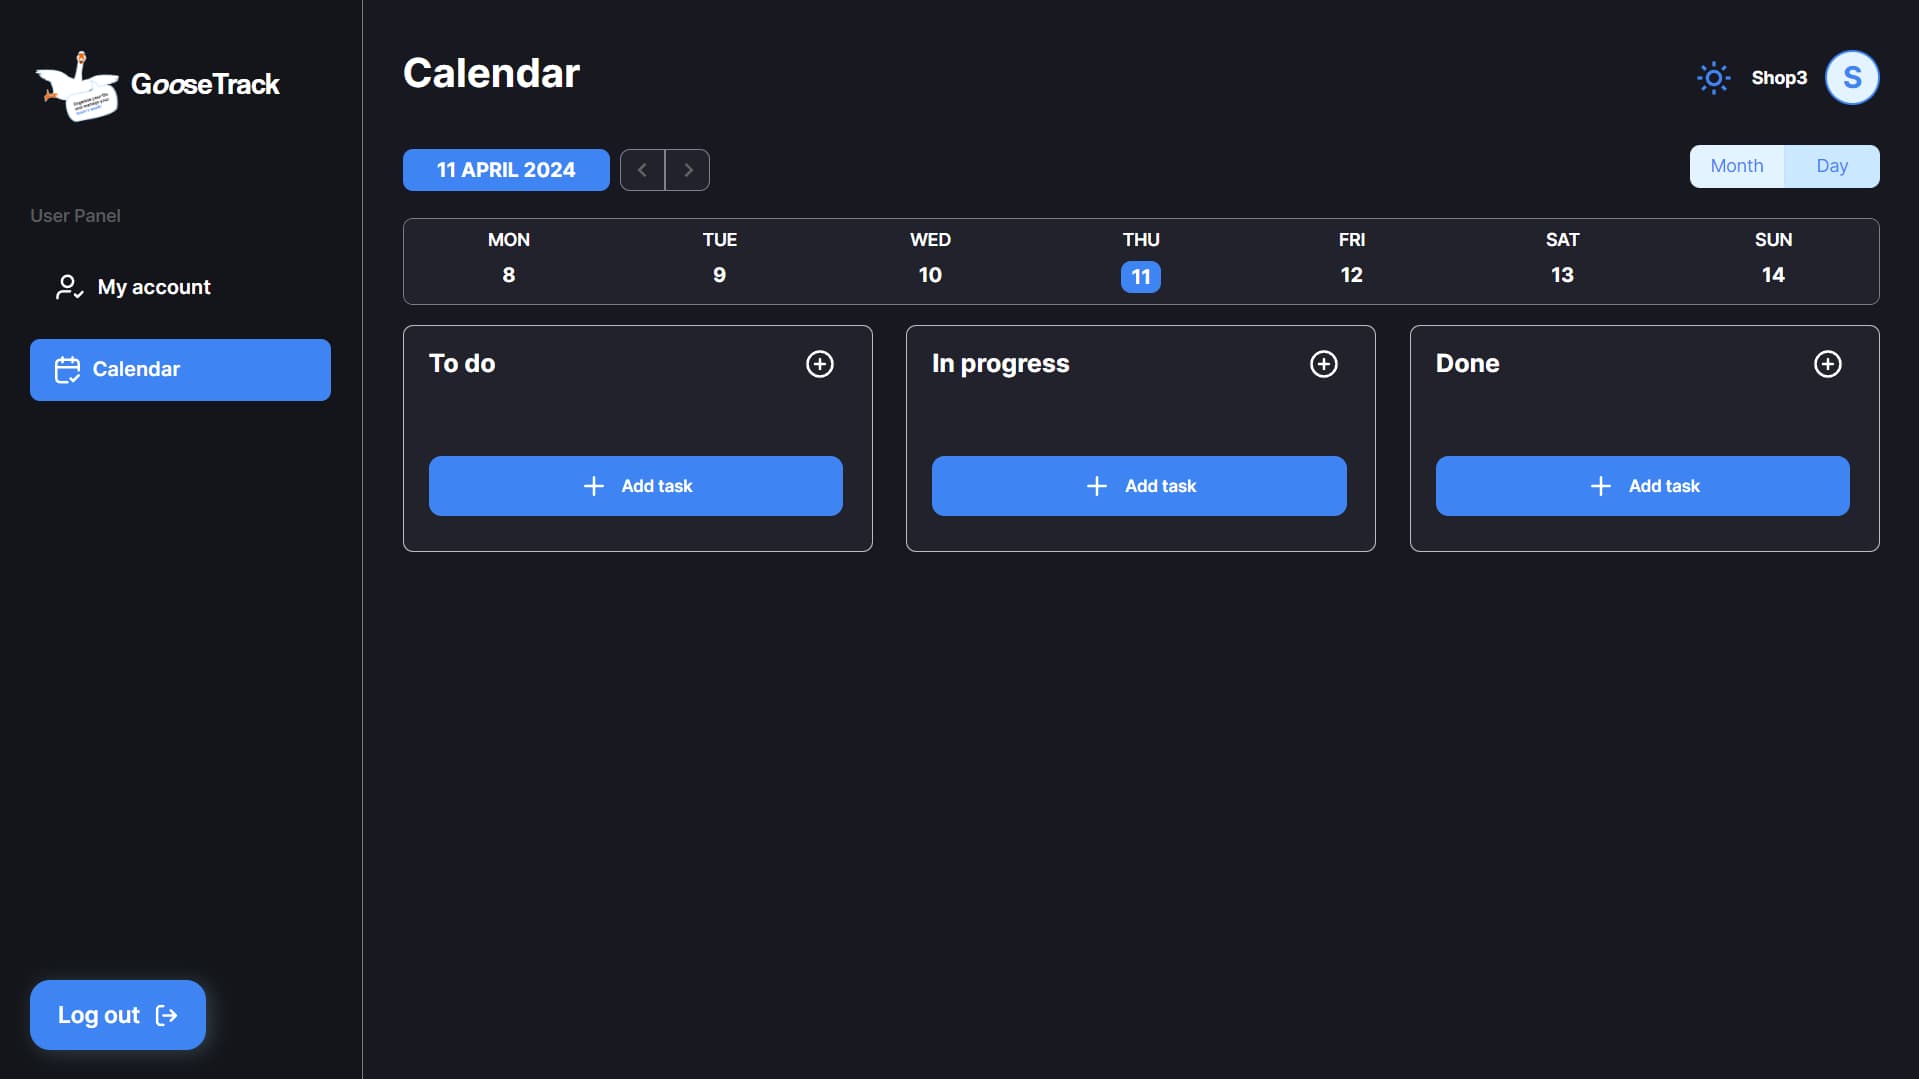 GooseTrack
Calendar
Shop3
S
11 APRIL 2024
Month
Day
User Panel
My account
Calendar
MON
TUE
WED
THU
FRI
SAT
SUN
8
9
10
11
12
13
14
To do
In progress
Done
Add task
Add task
Add task
Log out